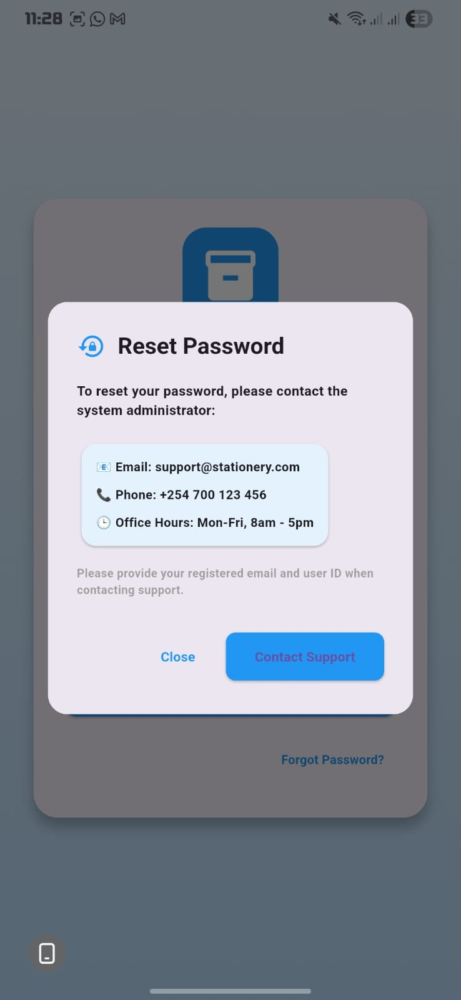 11:28
33
Reset Password
To reset your password, please contact the
system administrator:
📧 Email: support@stationery.com
📞 Phone: +254 700 123 456
🕒 Office Hours: Mon-Fri, 8am - 5pm
Please provide your registered email and user ID when
contacting support.
Close
Contact Support
Forgot Password?